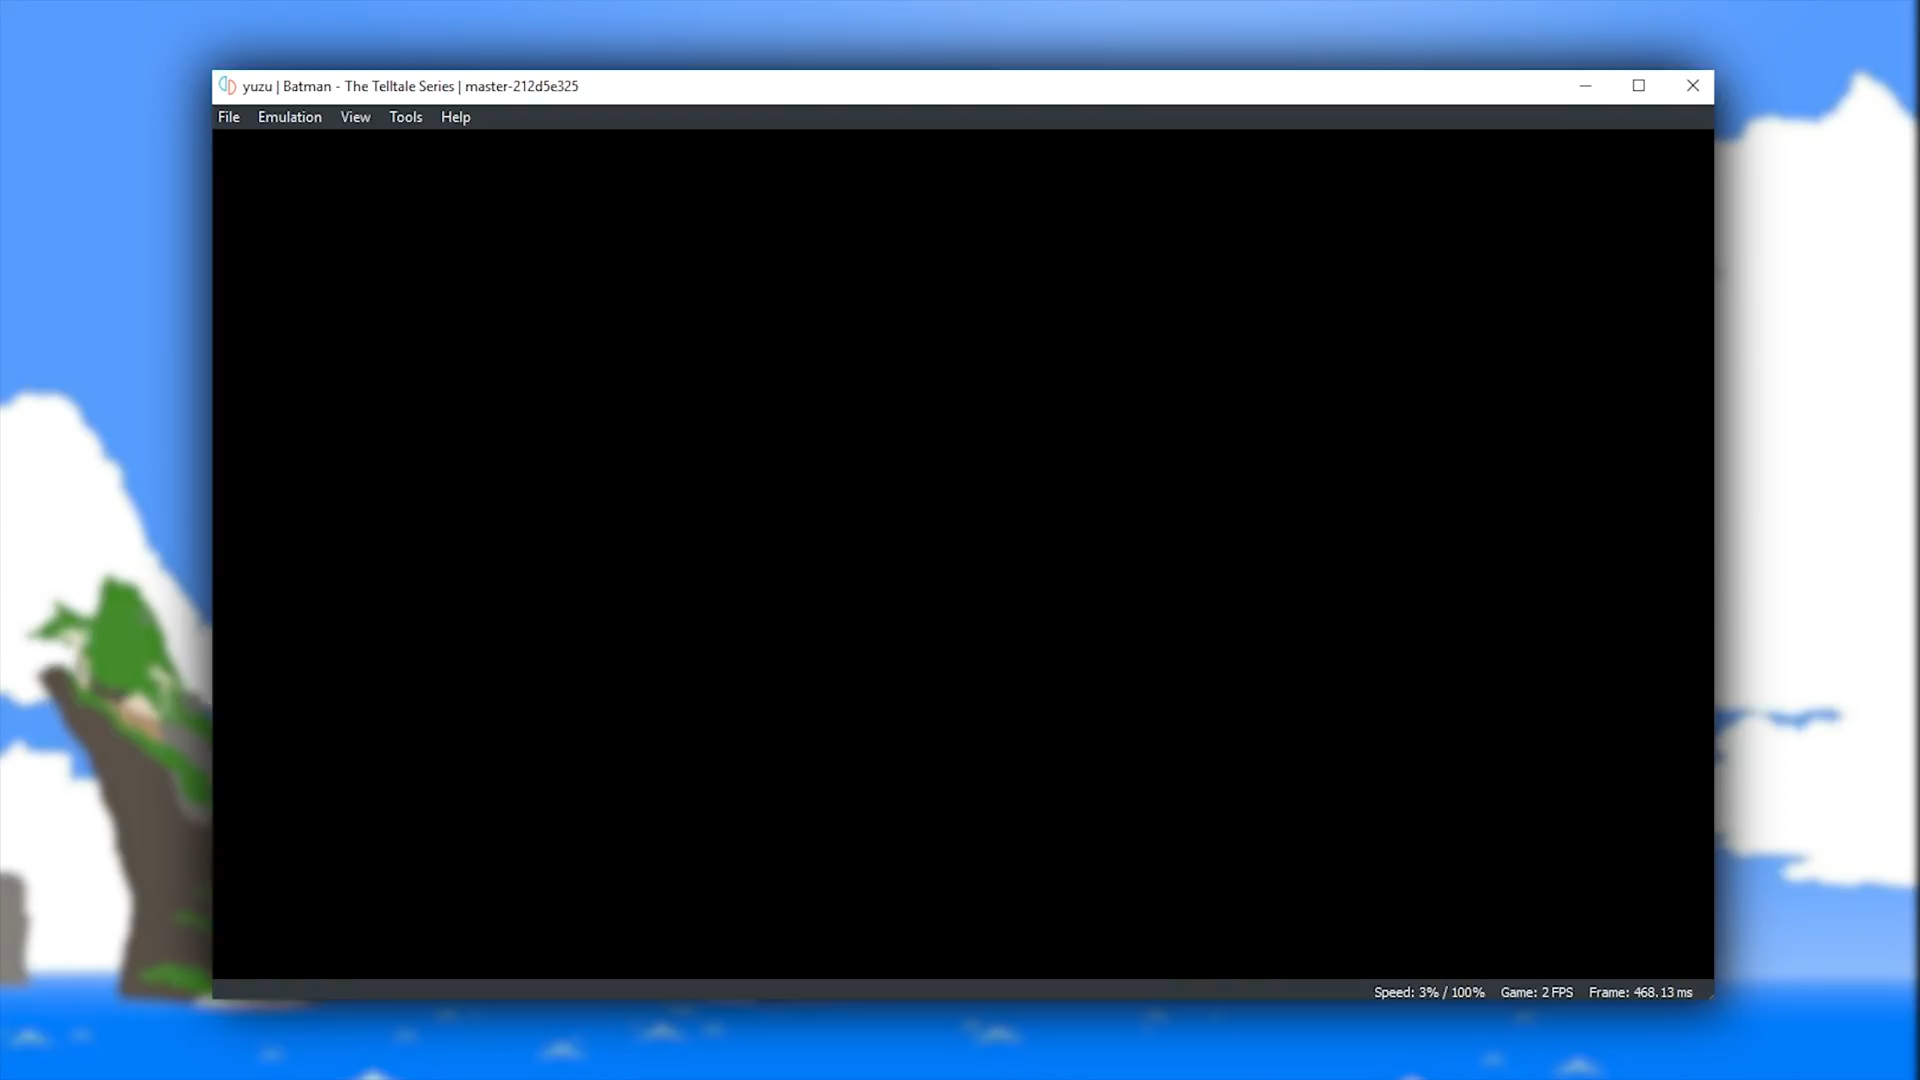 yuzu | Batman - The Telltale Series | master-212d5e325
File Emulation View Tools Help
Speed: 3% / 100% Game: 2 FPS Frame: 468.13 ms